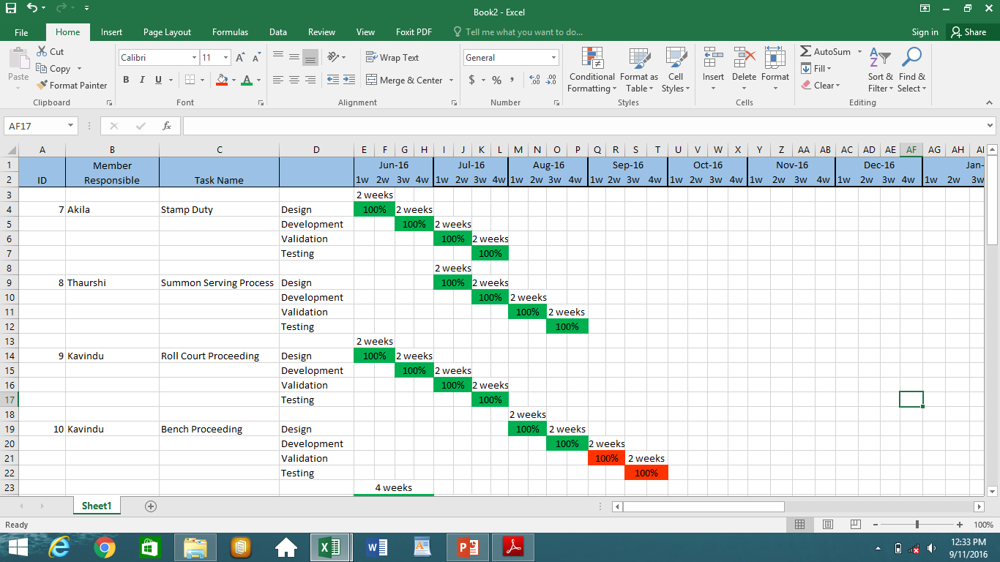 Book2 - Excel
File Home Insert Page Layout Formulas Data Review View Foxit PDF Tell me what you want to do... Sign in Share
Paste
Cut
Copy
Format Painter
Clipboard
Calibri 11
B I U A
Font
Wrap Text
Merge & Center
Alignment
General
$ % ,
Number
Conditional Formatting
Format as Table
Cell Styles
Styles
Insert Delete Format
Cells
AutoSum
Fill
Clear
Sort & Filter
Find & Select
Editing
AF17 fx
A B C D E F G H I J K L M N O P Q R S T U V W X Y Z AA AB AC AD AE AF AG AH AI
1 Member Jun-16 Jul-16 Aug-16 Sep-16 Oct-16 Nov-16 Dec-16 Jan-
2 ID Responsible Task Name 1w 2w 3w 4w 1w 2w 3w 4w 1w 2w 3w 4w 1w 2w 3w 4w 1w 2w 3w 4w 1w 2w 3w 4w 1w 2w 3w 4w 1w 2w 3w
3 2 weeks
4 7 Akila Stamp Duty Design 100% 2 weeks
5 Development 100% 2 weeks
6 Validation 100% 2 weeks
7 Testing 100%
8 2 weeks
9 8 Thaurshi Summon Serving Process Design 100% 2 weeks
10 Development 100% 2 weeks
11 Validation 100% 2 weeks
12 Testing 100%
13 2 weeks
14 9 Kavindu Roll Court Proceeding Design 100% 2 weeks
15 Development 100% 2 weeks
16 Validation 100% 2 weeks
17 Testing 100%
18 2 weeks
19 10 Kavindu Bench Proceeding Design 100% 2 weeks
20 Development 100% 2 weeks
21 Validation 100% 2 weeks
22 Testing 100%
23 4 weeks
Sheet1
Ready 100%
12:33 PM
9/11/2016